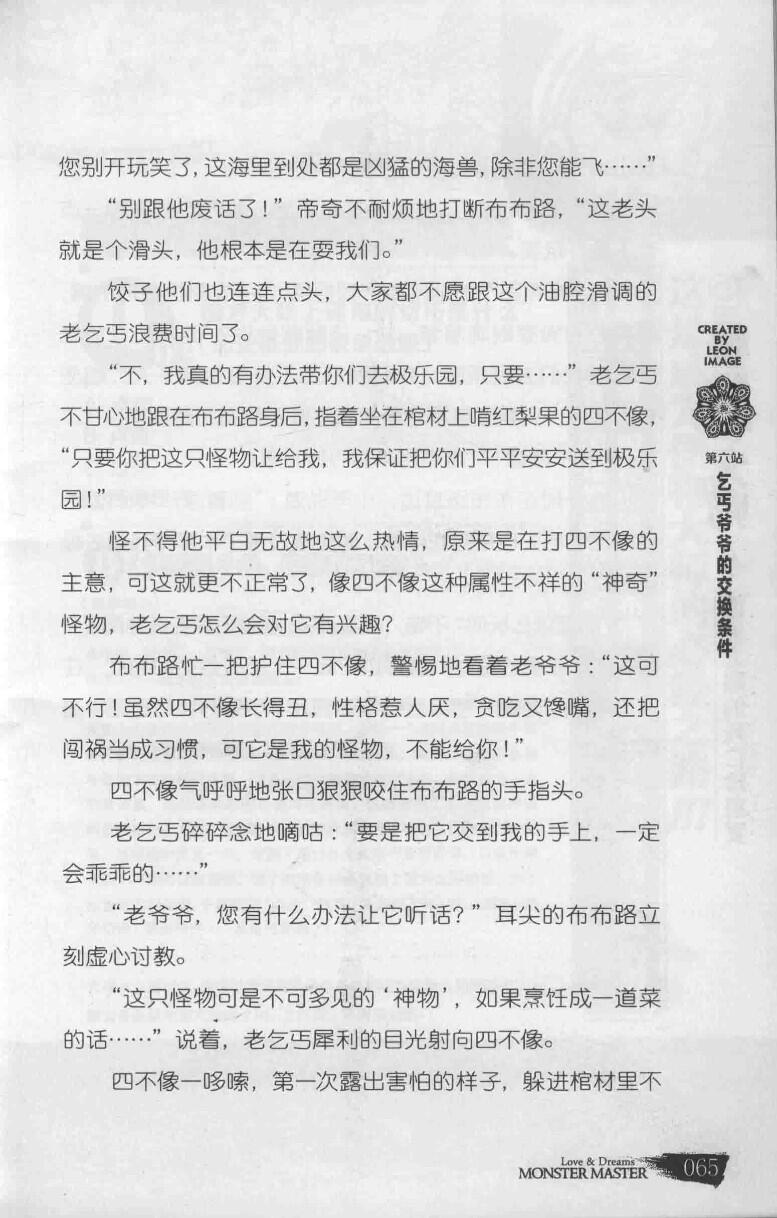 您别开玩笑了，这海里到处都是凶猛的海兽，除非您能飞……”
“别跟他废话了！”帝奇不耐烦地打断布布路，“这老头
就是个滑头，他根本是在耍我们。”
饺子他们也连连点头，大家都不愿跟这个油腔滑调的
老乞丐浪费时间了。
“不，我真的有办法带你们去极乐园，只要……”老乞丐
不甘心地跟在布布路身后，指着坐在棺材上啃红梨果的四不像，
“只要你把这只怪物让给我，我保证把你们平平安安送到极乐
园！”
怪不得他平白无故地这么热情，原来是在打四不像的
主意，可这就更不正常了，像四不像这种属性不祥的“神奇”
怪物，老乞丐怎么会对它有兴趣？
布布路忙一把护住四不像，警惕地看着老爷爷：“这可
不行！虽然四不像长得丑，性格惹人厌，贪吃又馋嘴，还把
闯祸当成习惯，可它是我的怪物，不能给你！”
四不像气呼呼地张口狠狠咬住布布路的手指头。
老乞丐碎碎念地嘀咕：“要是把它交到我的手上，一定
会乖乖的……”
“老爷爷，您有什么办法让它听话？”耳尖的布布路立
刻虚心讨教。
“这只怪物可是不可多见的‘神物’，如果烹饪成一道菜
的话……”说着，老乞丐犀利的目光射向四不像。
四不像一哆嗦，第一次露出害怕的样子，躲进棺材里不
CREATED
BY
LEON
IMAGE
第六站
乞丐爷爷的交换条件
Love & Dreams
MONSTER MASTER
065